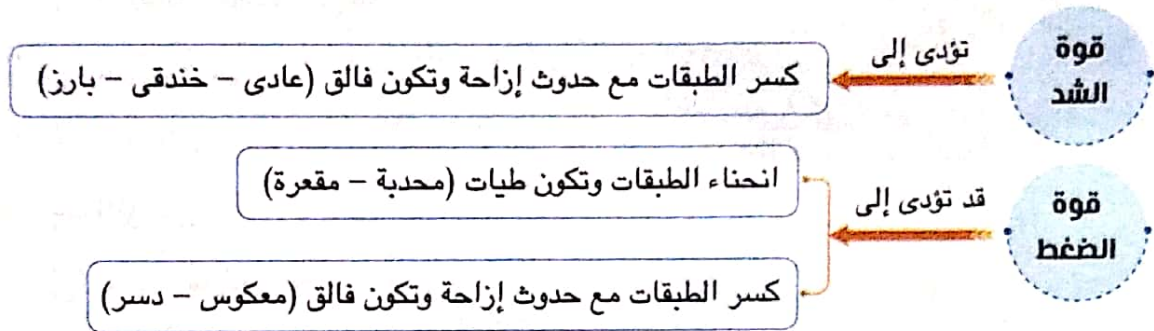 قوة
الشد
تؤدى إلى
كسر الطبقات مع حدوث إزاحة وتكون فالق (عادى – خندقى – بارز)
قوة
الضغط
قد تؤدى إلى
انحناء الطبقات وتكون طيات (محدبة – مقعرة)
كسر الطبقات مع حدوث إزاحة وتكون فالق (معكوس – دسر)